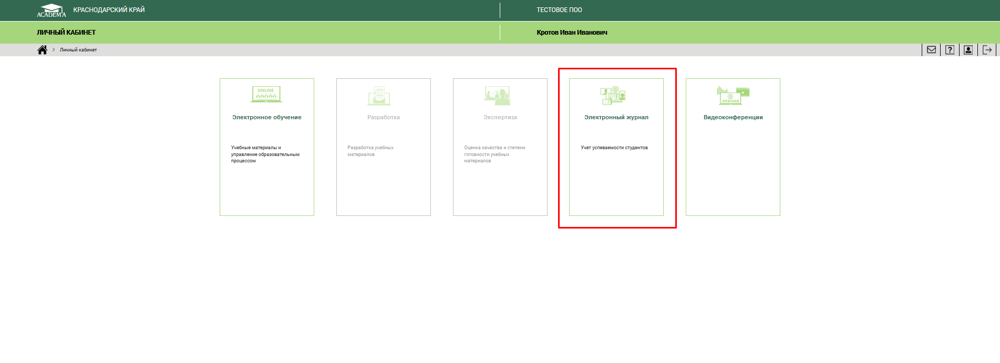 ACADEMIA
КРАСНОДАРСКИЙ КРАЙ
ТЕСТОВОЕ ПОО
ЛИЧНЫЙ КАБИНЕТ
Кротов Иван Иванович
Личный кабинет
?
ONLINE
Электронное обучение
Учебные материалы и
управление образовательным
процессом
Разработка
Разработка учебных
материалов
Экспертиза
Оценка качества и степени
готовности учебных
материалов
Электронный журнал
Учет успеваемости студентов
WEBINAR
Видеоконференции